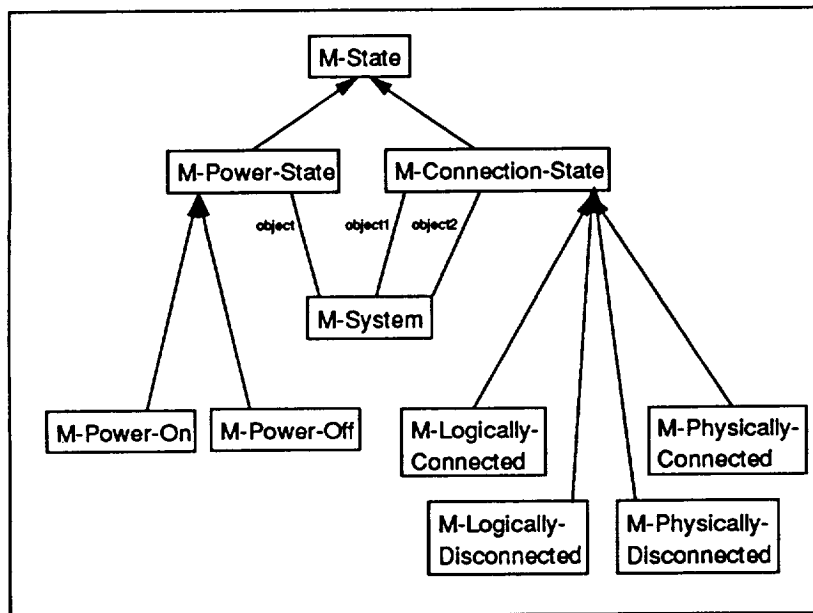 M-State
M-Power-State
M-Connection-State
object
object1
object2
M-System
M-Power-On
M-Power-Off
M-Logically-
Connected
M-Physically-
Connected
M-Logically-
Disconnected
M-Physically-
Disconnected